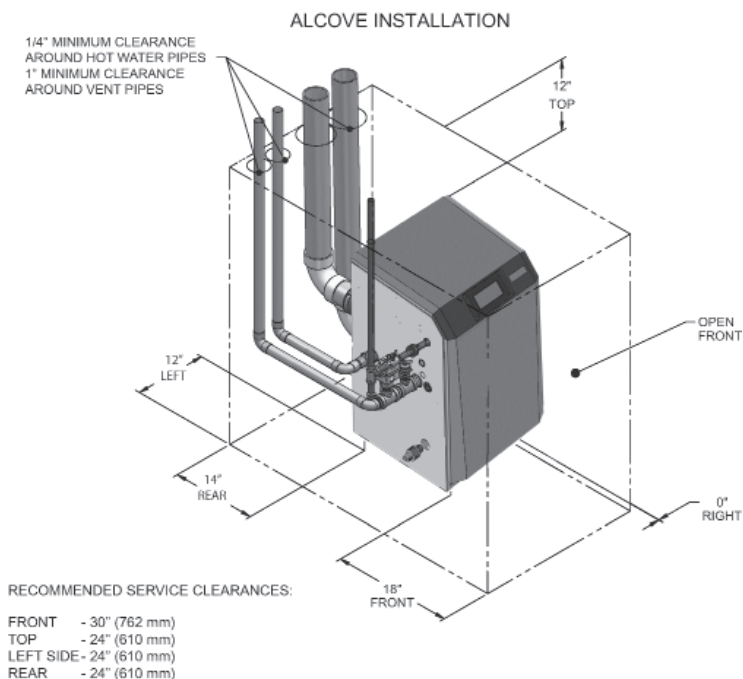 ALCOVE INSTALLATION
1/4" MINIMUM CLEARANCE
AROUND HOT WATER PIPES
1" MINIMUM CLEARANCE
AROUND VENT PIPES
12"
TOP
OPEN
FRONT
12"
LEFT
14"
REAR
0"
RIGHT
18"
FRONT
RECOMMENDED SERVICE CLEARANCES:
FRONT - 30" (762 mm)
TOP - 24" (610 mm)
LEFT SIDE - 24" (610 mm)
REAR - 24" (610 mm)